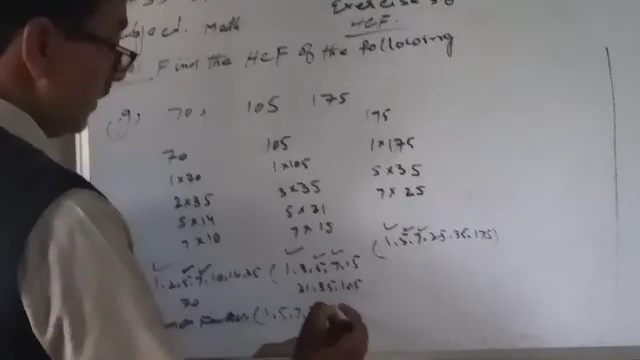 Subject. Math
Exercise
HCF.
Find the HCF of the following
(g), 70, 105 175
70
1×70
2×35
5×14
7×10
105
1×105
3×35
5×21
7×15
175
1×175
5×35
7×25
1, 2, 5, 7, 10, 14, 35
70
(1, 3, 5, 7, 15
21, 35, 105
(1, 5, 7, 25, 35, 175)
Factors (1, 5, 7,